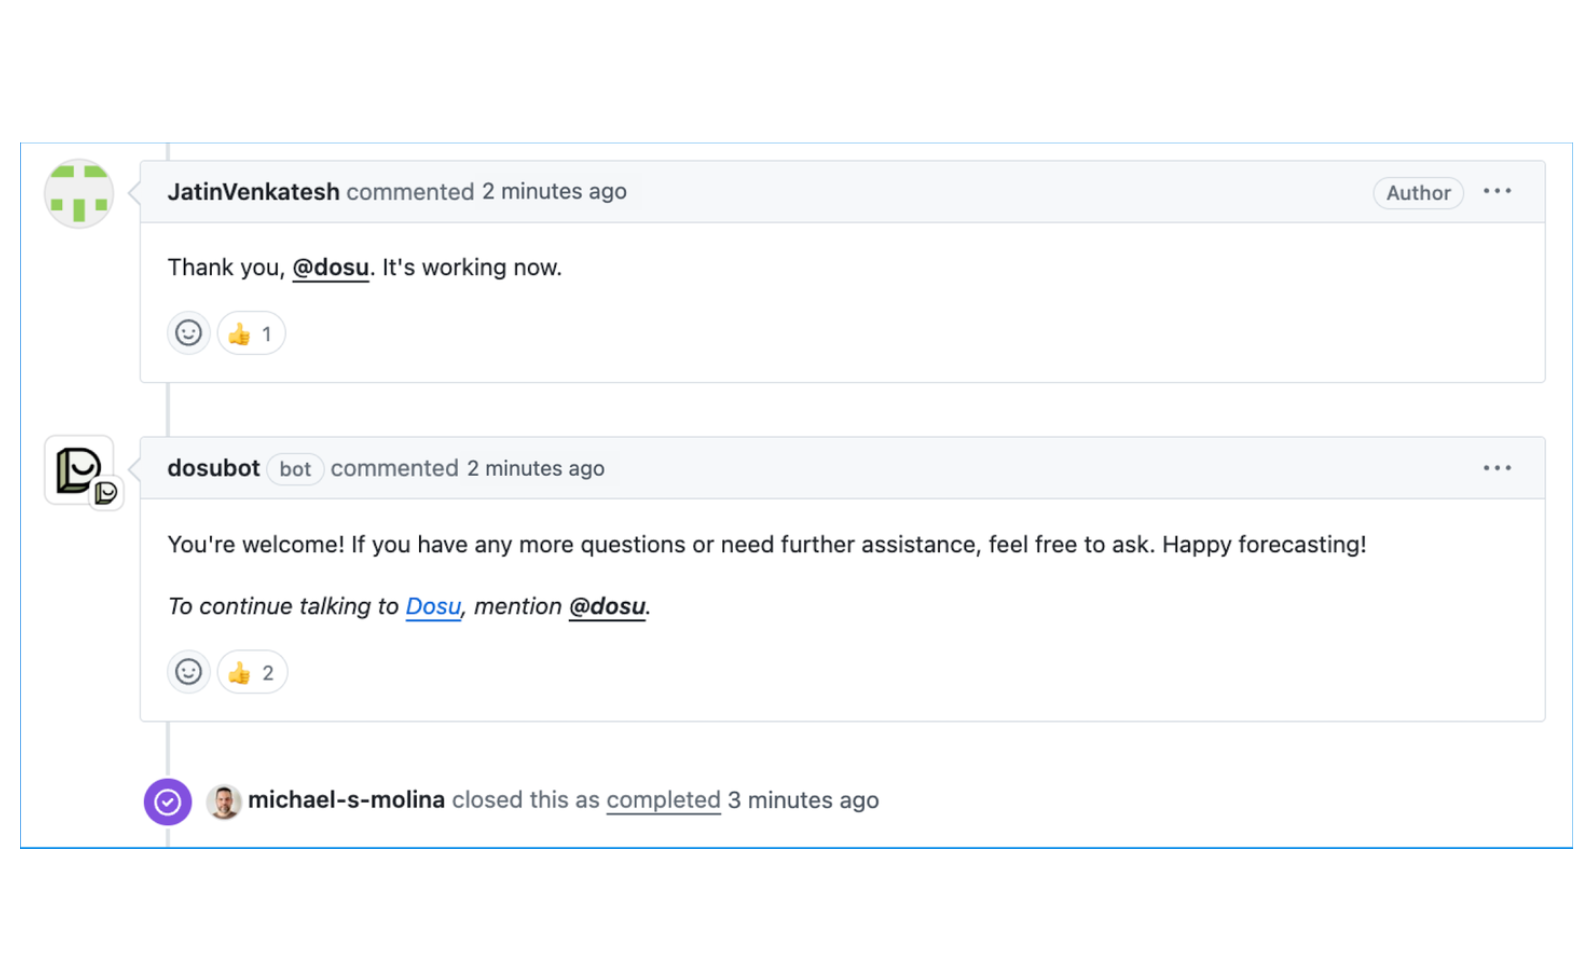 JatinVenkatesh commented 2 minutes ago Author
Thank you, @dosu. It's working now.
👍 1
dosubot bot commented 2 minutes ago
You're welcome! If you have any more questions or need further assistance, feel free to ask. Happy forecasting!
To continue talking to Dosu, mention @dosu.
👍 2
michael-s-molina closed this as completed 3 minutes ago